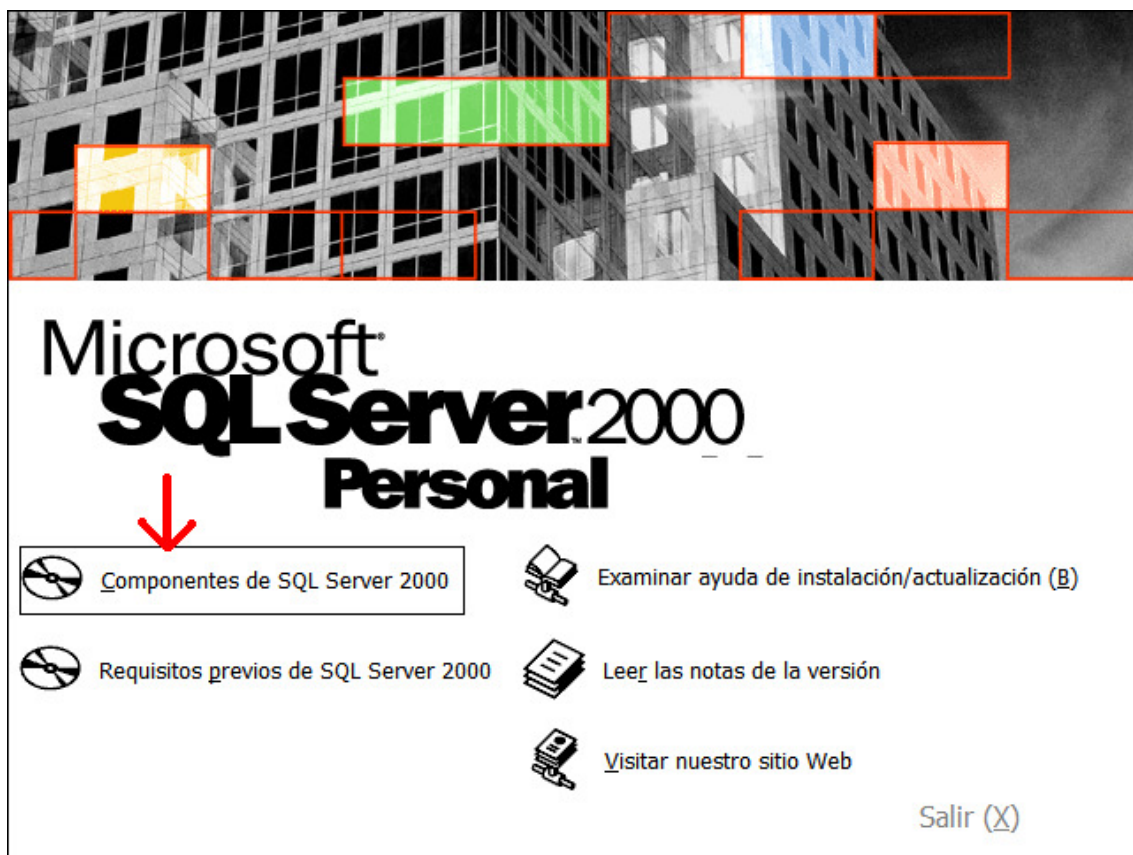 Microsoft®
SQL Server™ 2000
Personal
Componentes de SQL Server 2000
Requisitos previos de SQL Server 2000
Examinar ayuda de instalación/actualización (B)
Leer las notas de la versión
Visitar nuestro sitio Web
Salir (X)